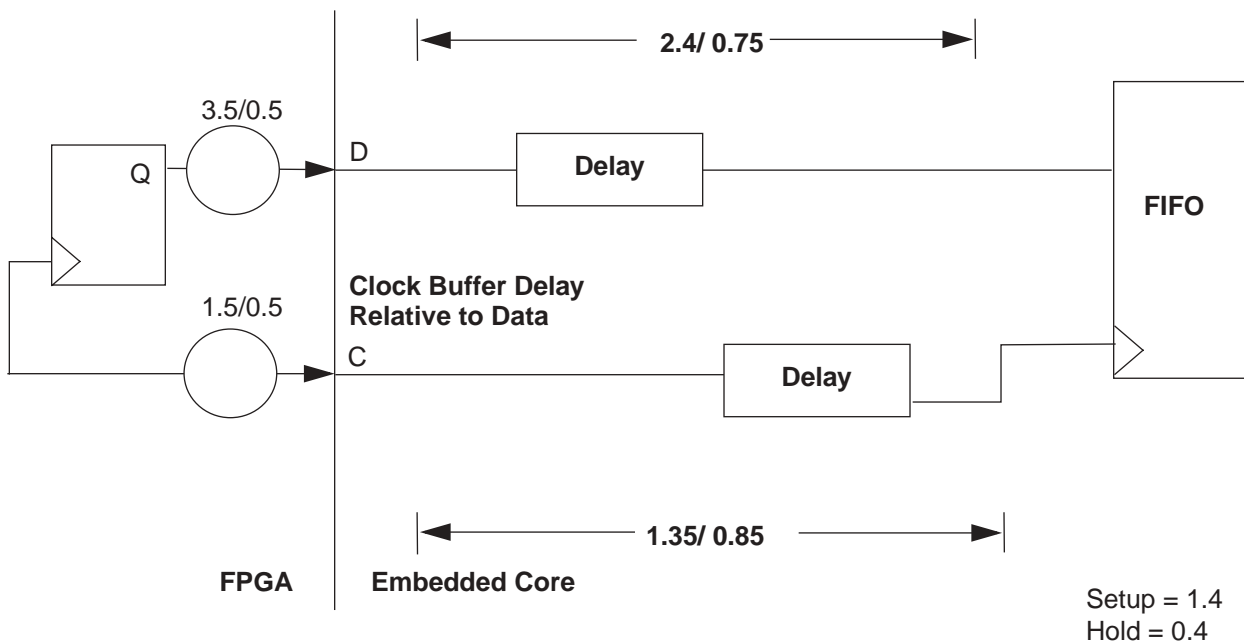 2.4/ 0.75
3.5/0.5
Q
D
Delay
FIFO
Clock Buffer Delay
Relative to Data
1.5/0.5
C
Delay
1.35/ 0.85
FPGA
Embedded Core
Setup = 1.4
Hold = 0.4